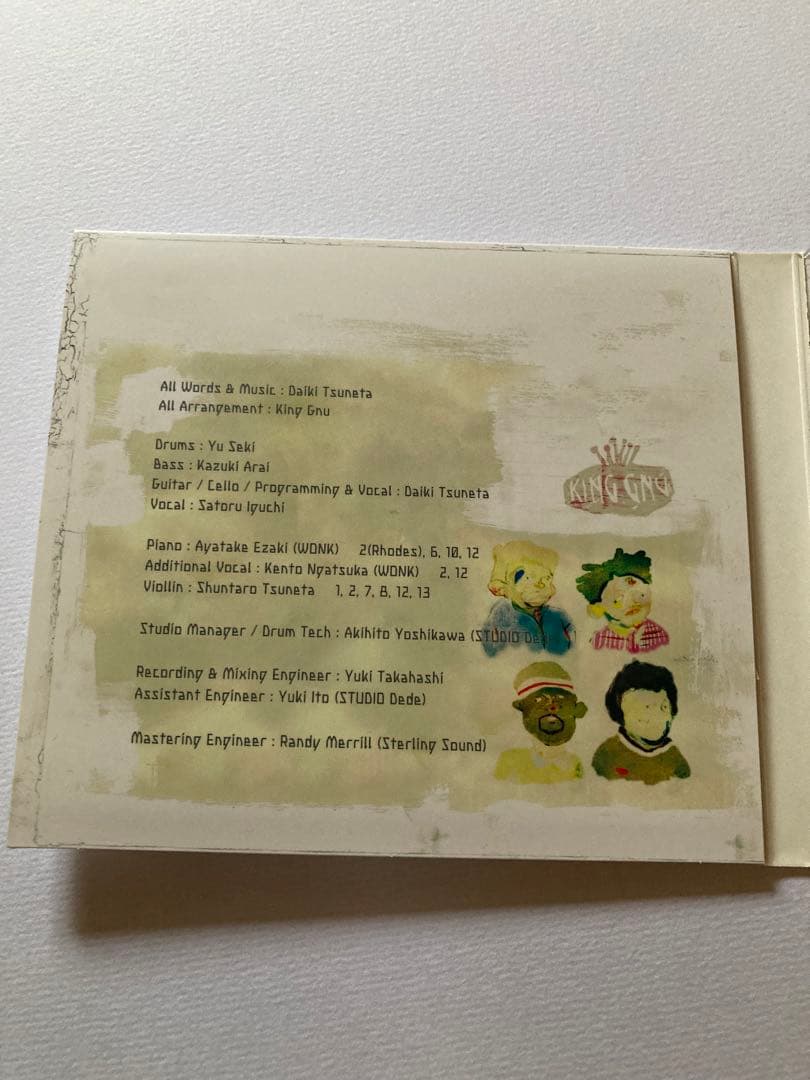 All Words & Music : Daiki Tsuneta
All Arrangement : King Gnu
Drums : Yu Seki
Bass : Kazuki Arai
Guitar / Cello / Programming & Vocal : Daiki Tsuneta
Vocal : Satoru Iguchi
KING GNU
Piano : Ayatake Ezaki (WONK) 2(Rhodes), 6, 10, 12
Additional Vocal : Kento Ngatsuka (WONK) 2, 12
Viollin : Shuntaro Tsuneta 1, 2, 7, 8, 12, 13
Studio Manager / Drum Tech : Akihito Yoshikawa (STUDIO
Recording & Mixing Engineer : Yuki Takahashi
Assistant Engineer : Yuki Ito (STUDIO Dede)
Mastering Engineer : Randy Merrill (Sterling Sound)